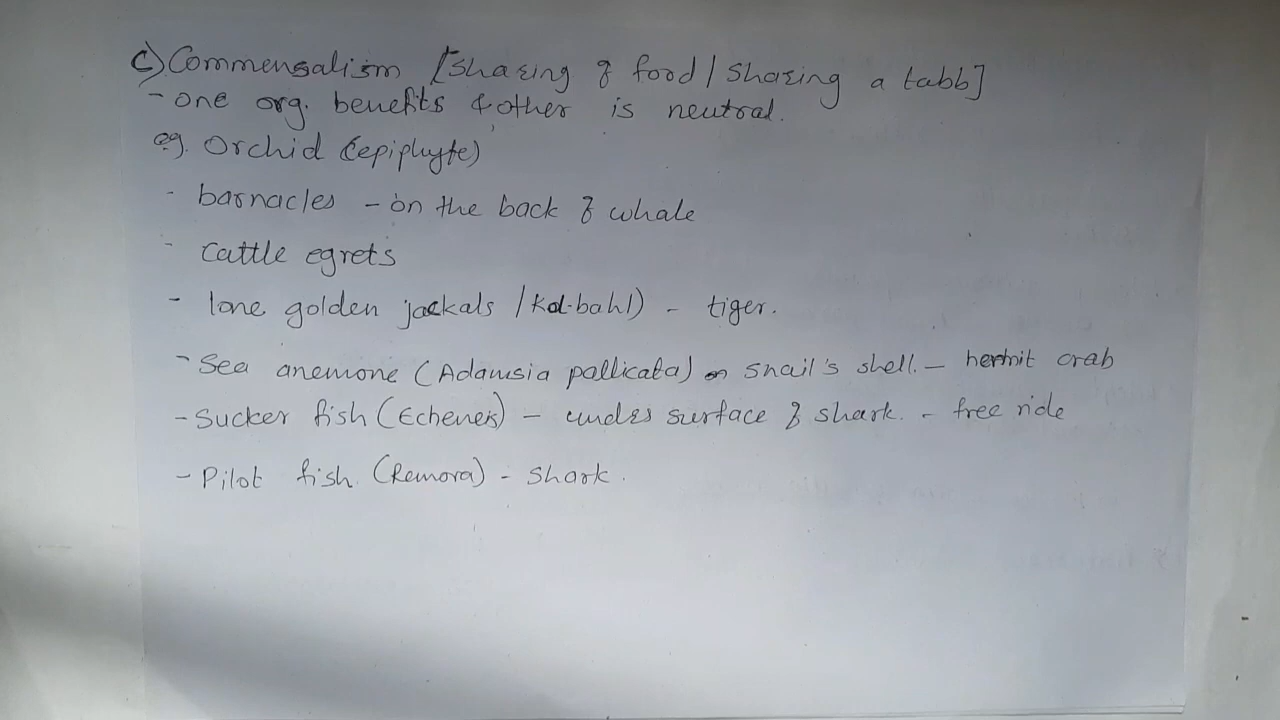 C) Commensalism [sharing of food / sharing a tabb]
- one org. benefits & other is neutral.
eg. Orchid (epiphyte)
- barnacles - on the back of whale
- Cattle egrets
- lone golden jackals /kol-bahl) - tiger.
- Sea anemone (Adamsia pallicata) on snail's shell. - hermit crab
- Sucker fish (Echeneis) - under surface of shark. - free ride
- Pilot fish. (Remora) - Shark.